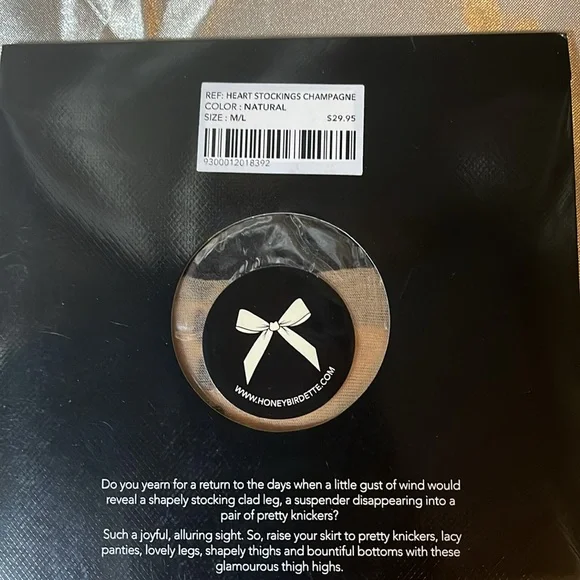 REF: HEART STOCKINGS CHAMPAGNE
COLOR : NATURAL
SIZE : M/L $29.95
9300012018392
WWW.HONEYBIRDETTE.COM
Do you yearn for a return to the days when a little gust of wind would
reveal a shapely stocking clad leg, a suspender disappearing into a
pair of pretty knickers?
Such a joyful, alluring sight. So, raise your skirt to pretty knickers, lacy
panties, lovely legs, shapely thighs and bountiful bottoms with these
glamourous thigh highs.